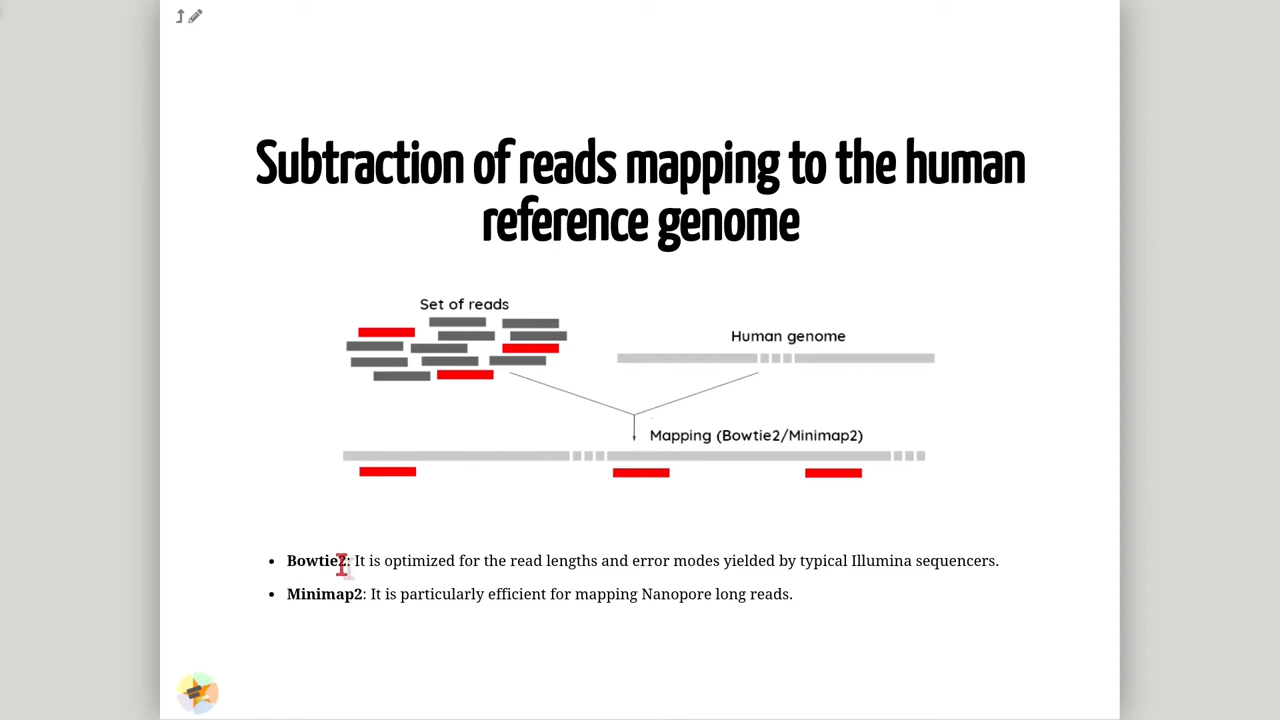 Subtraction of reads mapping to the human
reference genome
Set of reads
Human genome
Mapping (Bowtie2/Minimap2)
Bowtie2: It is optimized for the read lengths and error modes yielded by typical Illumina sequencers.
Minimap2: It is particularly efficient for mapping Nanopore long reads.